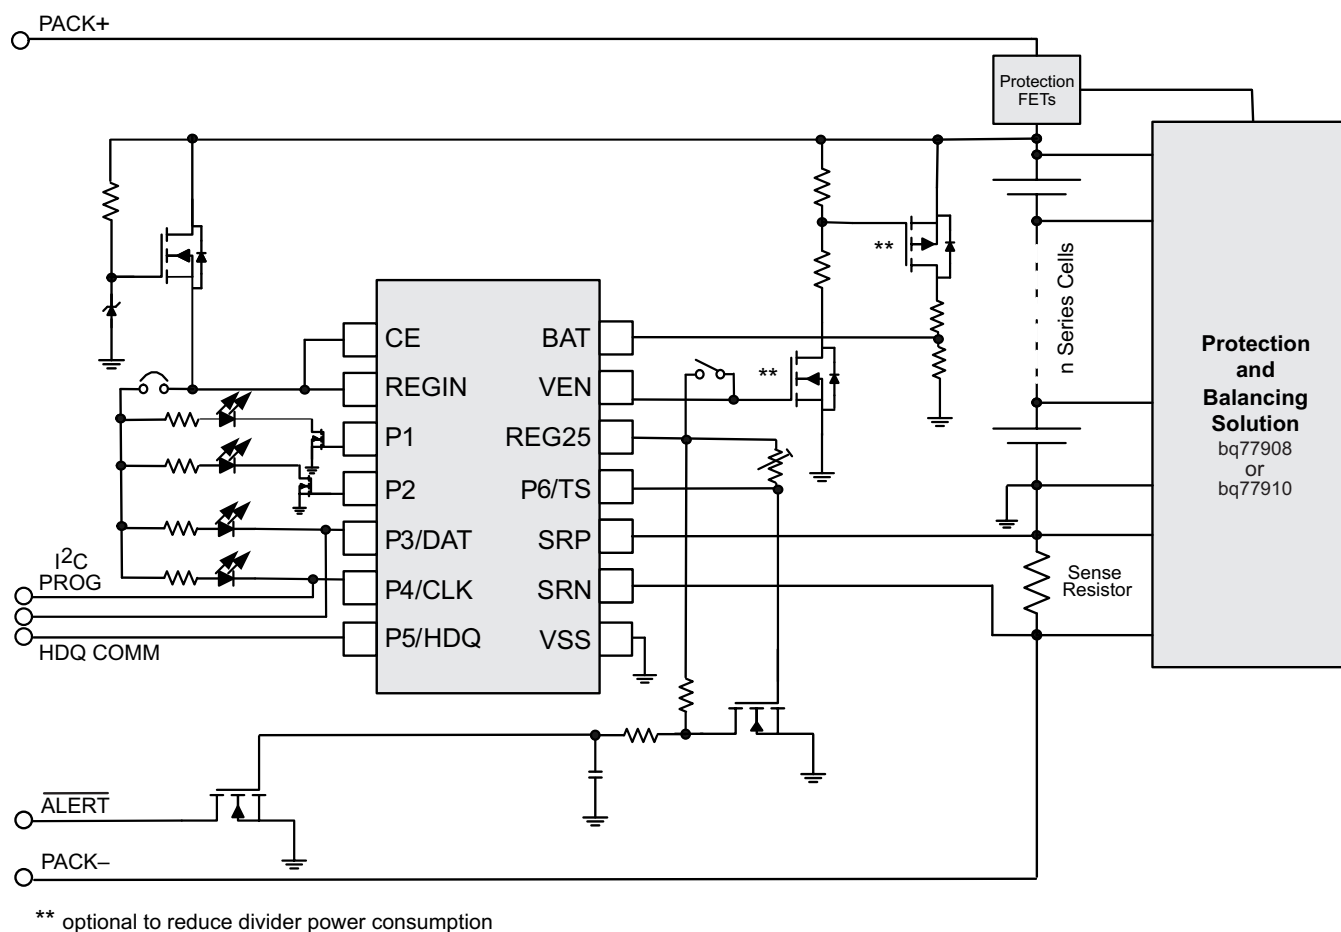 PACK+
Protection
FETs
**
n Series Cells
Protection
and
Balancing
Solution
bq77908
or
bq77910
CE
BAT
REGIN
VEN
**
P1
REG25
P2
P6/TS
P3/DAT
SRP
I²C
PROG
P4/CLK
SRN
Sense
Resistor
P5/HDQ
VSS
HDQ COMM
ALERT
PACK–
** optional to reduce divider power consumption